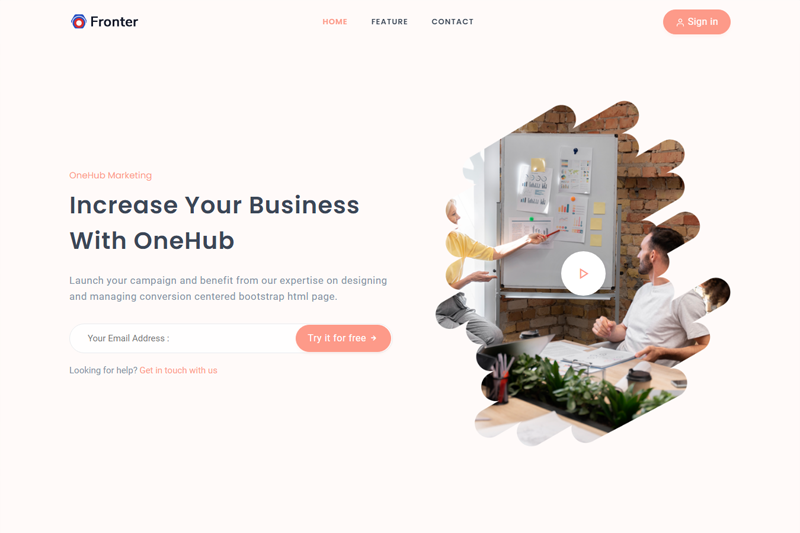 Fronter
HOME
FEATURE
CONTACT
Sign in
OneHub Marketing
Increase Your Business
With OneHub
Launch your campaign and benefit from our expertise on designing
and managing conversion centered bootstrap html page.
Your Email Address :
Try it for free
Looking for help? Get in touch with us